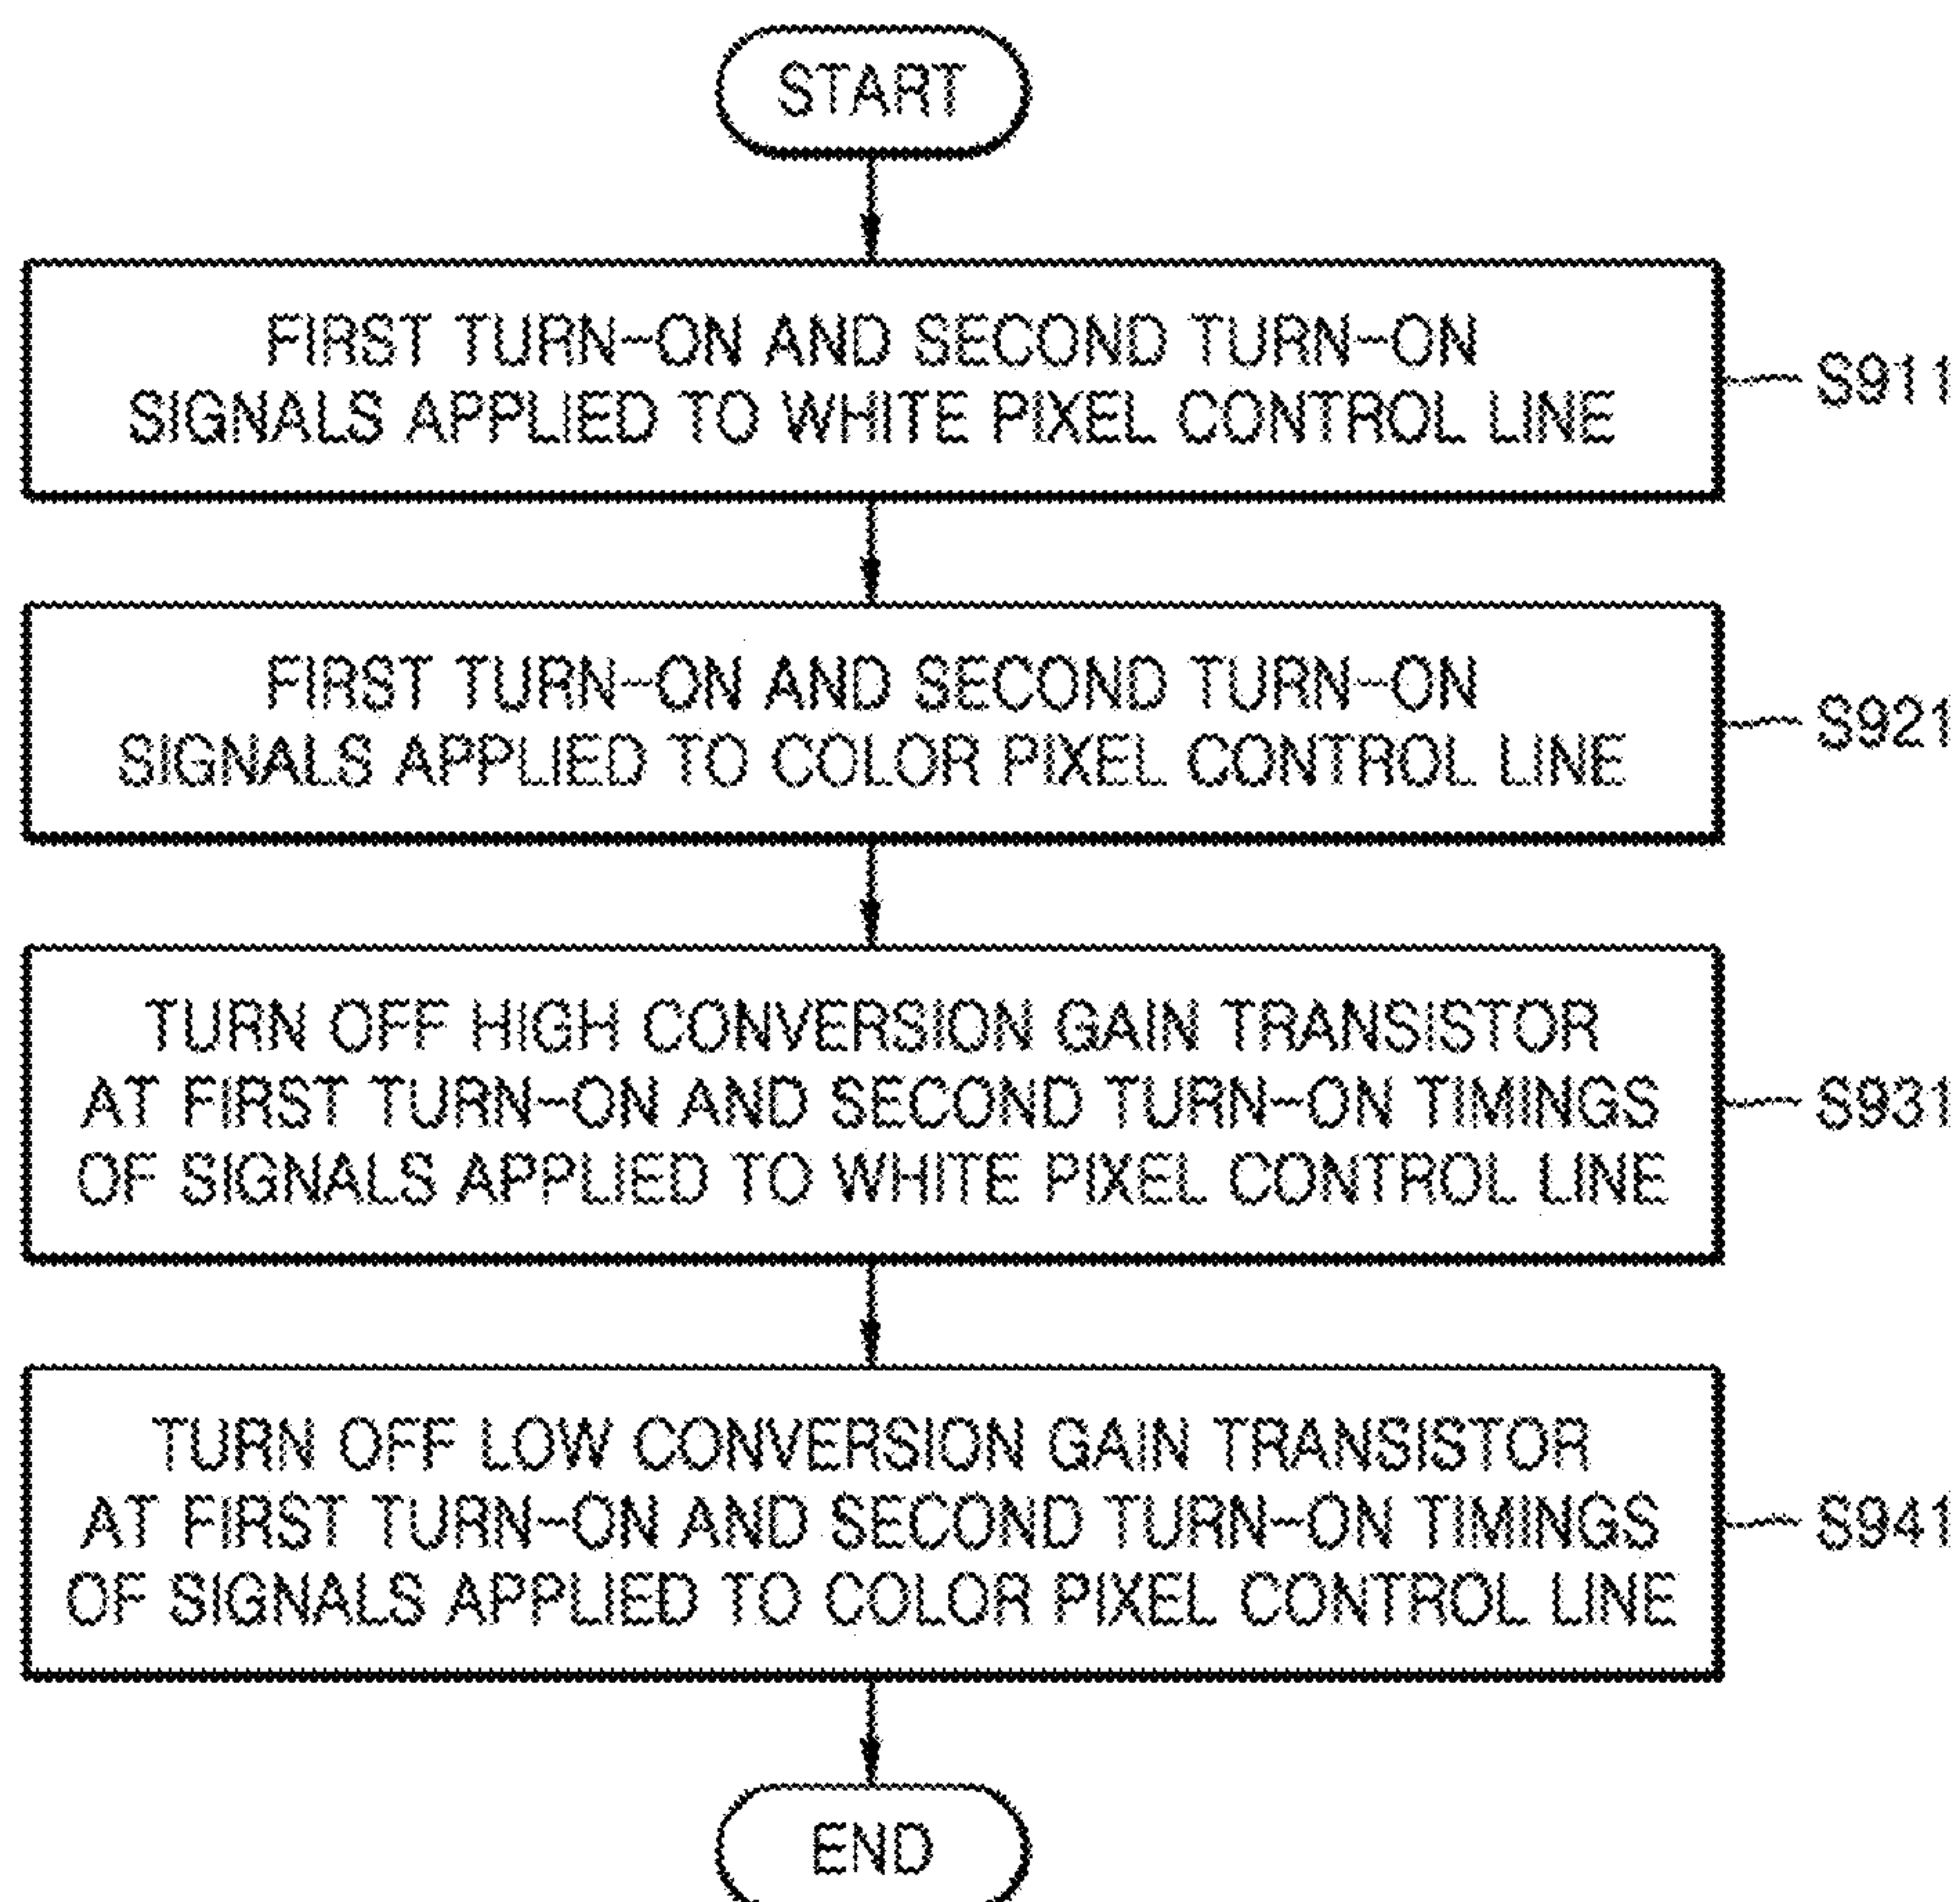 START
FIRST TURN-ON AND SECOND TURN-ON
SIGNALS APPLIED TO WHITE PIXEL CONTROL LINE
S911
FIRST TURN-ON AND SECOND TURN-ON
SIGNALS APPLIED TO COLOR PIXEL CONTROL LINE
S921
TURN OFF HIGH CONVERSION GAIN TRANSISTOR
AT FIRST TURN-ON AND SECOND TURN-ON TIMINGS
OF SIGNALS APPLIED TO WHITE PIXEL CONTROL LINE
S931
TURN OFF LOW CONVERSION GAIN TRANSISTOR
AT FIRST TURN-ON AND SECOND TURN-ON TIMINGS
OF SIGNALS APPLIED TO COLOR PIXEL CONTROL LINE
S941
END